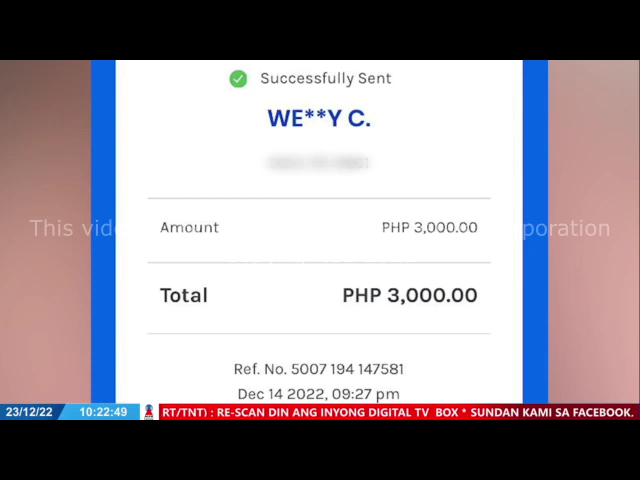 Successfully Sent
WE**Y C.
This vide
poration
Amount PHP 3,000.00
Total PHP 3,000.00
Ref. No. 5007 194 147581
Dec 14 2022, 09:27 pm
23/12/22 10:22:49 RT/TNT) : RE-SCAN DIN ANG INYONG DIGITAL TV BOX * SUNDAN KAMI SA FACEBOOK.